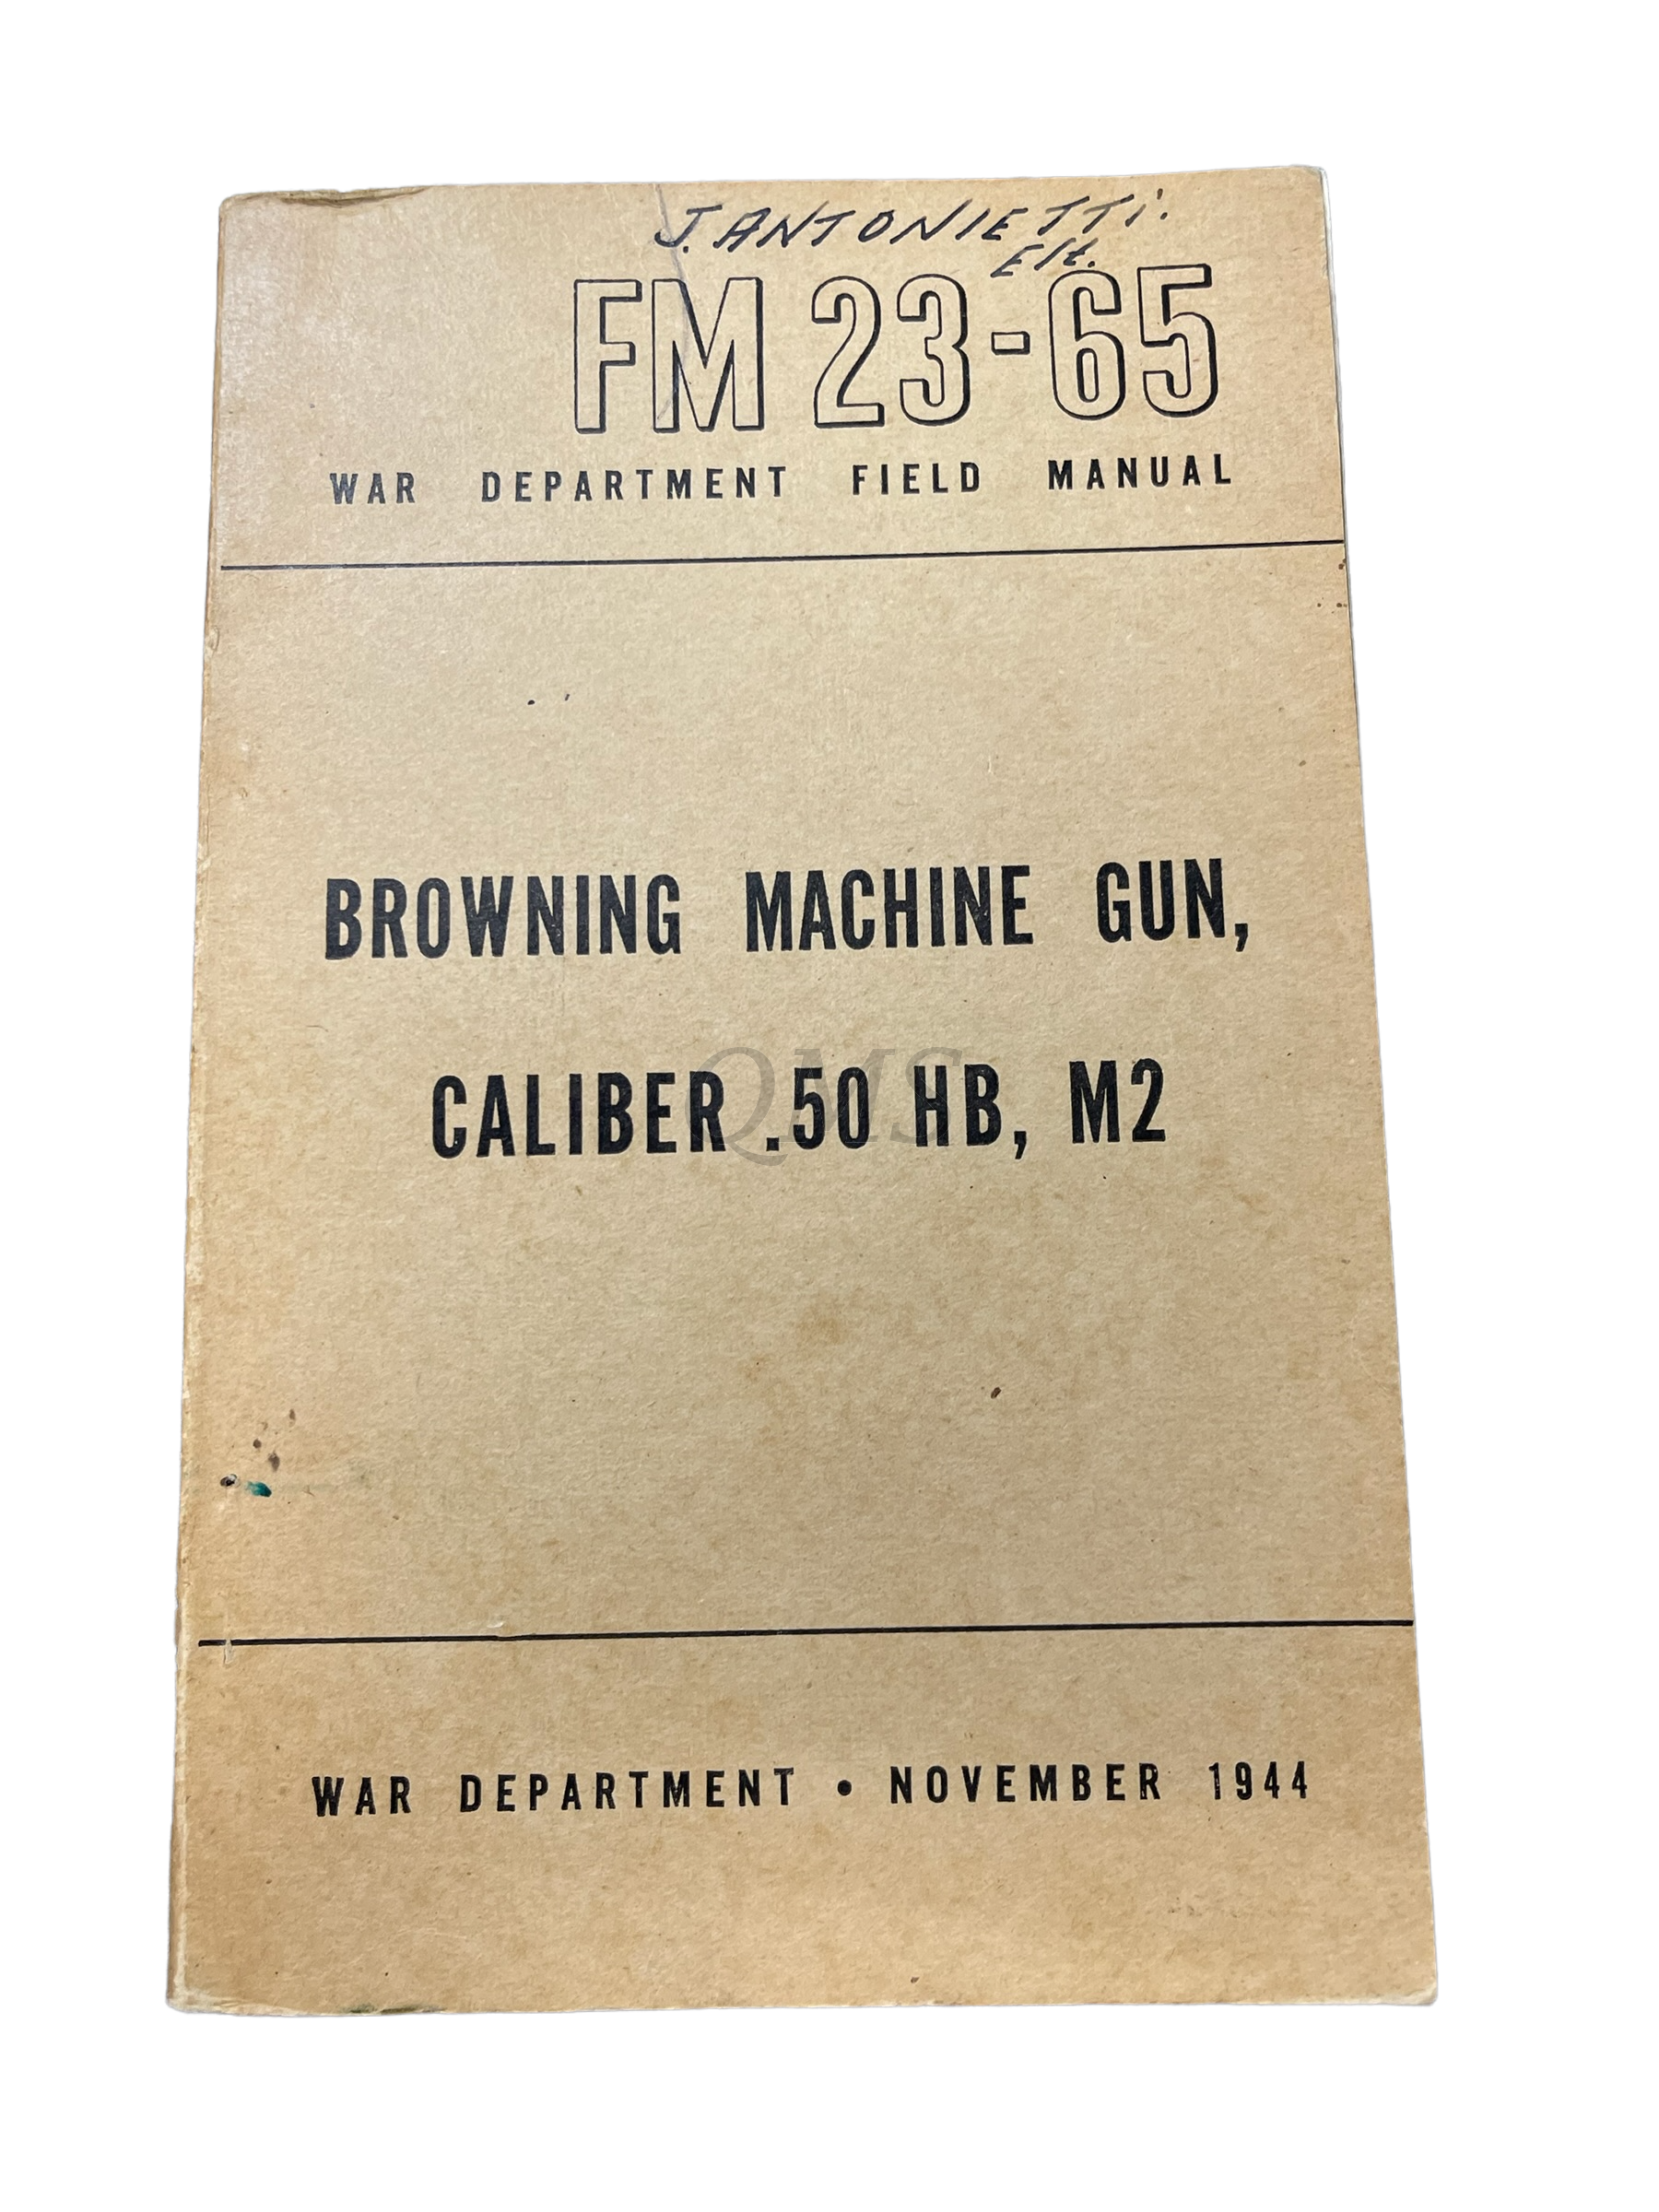 J. ANTONIETTi.
Elt.
FM 23-65
WAR DEPARTMENT FIELD MANUAL
BROWNING MACHINE GUN,
CALIBER .50 HB, M2
QMS
WAR DEPARTMENT • NOVEMBER 1944